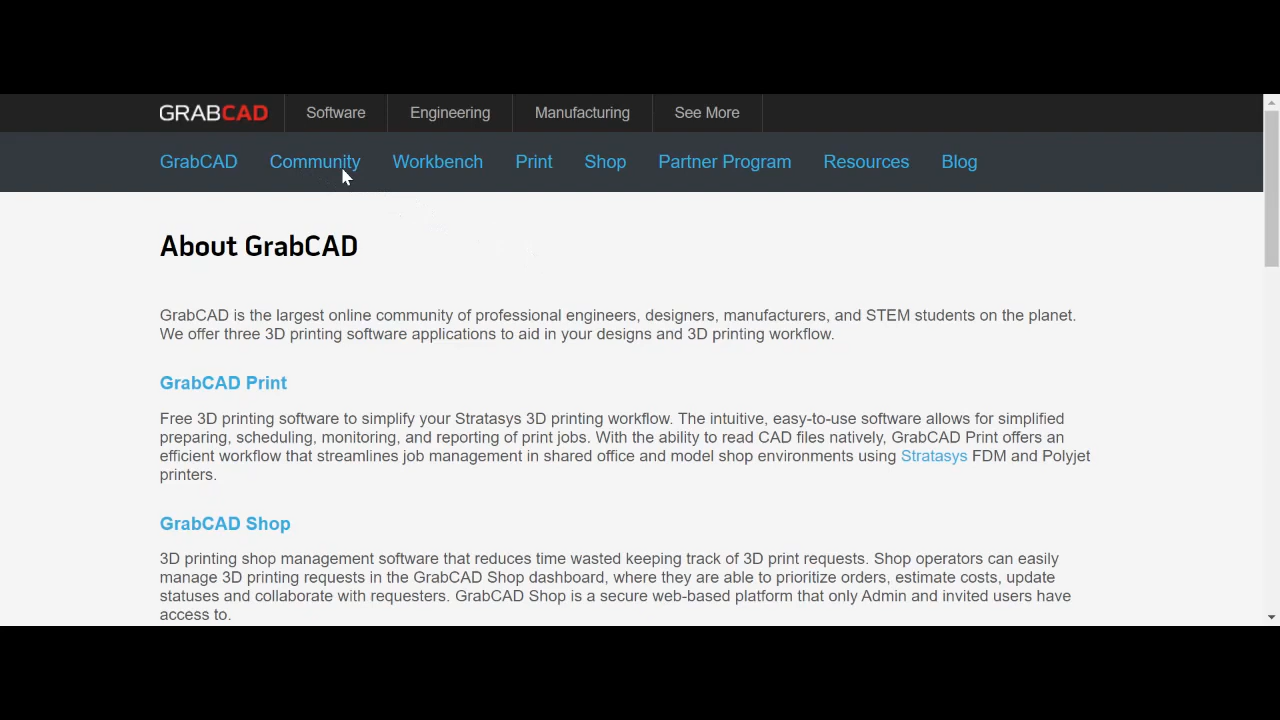 GRABCAD Software Engineering Manufacturing See More
GrabCAD Community Workbench Print Shop Partner Program Resources Blog
About GrabCAD
GrabCAD is the largest online community of professional engineers, designers, manufacturers, and STEM students on the planet.
We offer three 3D printing software applications to aid in your designs and 3D printing workflow.
GrabCAD Print
Free 3D printing software to simplify your Stratasys 3D printing workflow. The intuitive, easy-to-use software allows for simplified
preparing, scheduling, monitoring, and reporting of print jobs. With the ability to read CAD files natively, GrabCAD Print offers an
efficient workflow that streamlines job management in shared office and model shop environments using Stratasys FDM and Polyjet
printers.
GrabCAD Shop
3D printing shop management software that reduces time wasted keeping track of 3D print requests. Shop operators can easily
manage 3D printing requests in the GrabCAD Shop dashboard, where they are able to prioritize orders, estimate costs, update
statuses and collaborate with requesters. GrabCAD Shop is a secure web-based platform that only Admin and invited users have
access to.